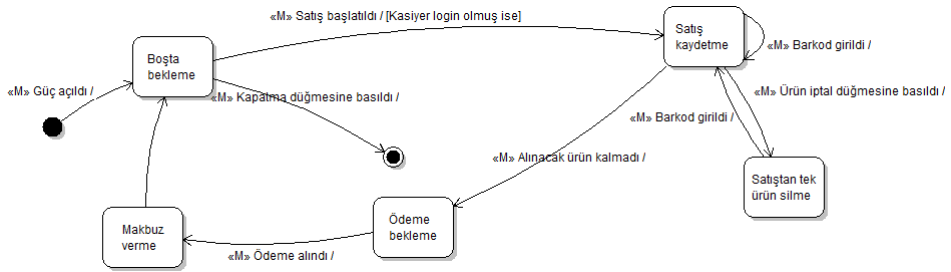 «M» Satış başlatıldı / [Kasiyer login olmuş ise]
Satış
kaydetme
«M» Barkod girildi /
Boşta
bekleme
«M» Güç açıldı /
«M» Kapatma düğmesine basıldı /
«M» Ürün iptal düğmesine basıldı /
«M» Barkod girildi /
«M» Alınacak ürün kalmadı /
Satıştan tek
ürün silme
Ödeme
bekleme
Makbuz
verme
«M» Ödeme alındı /